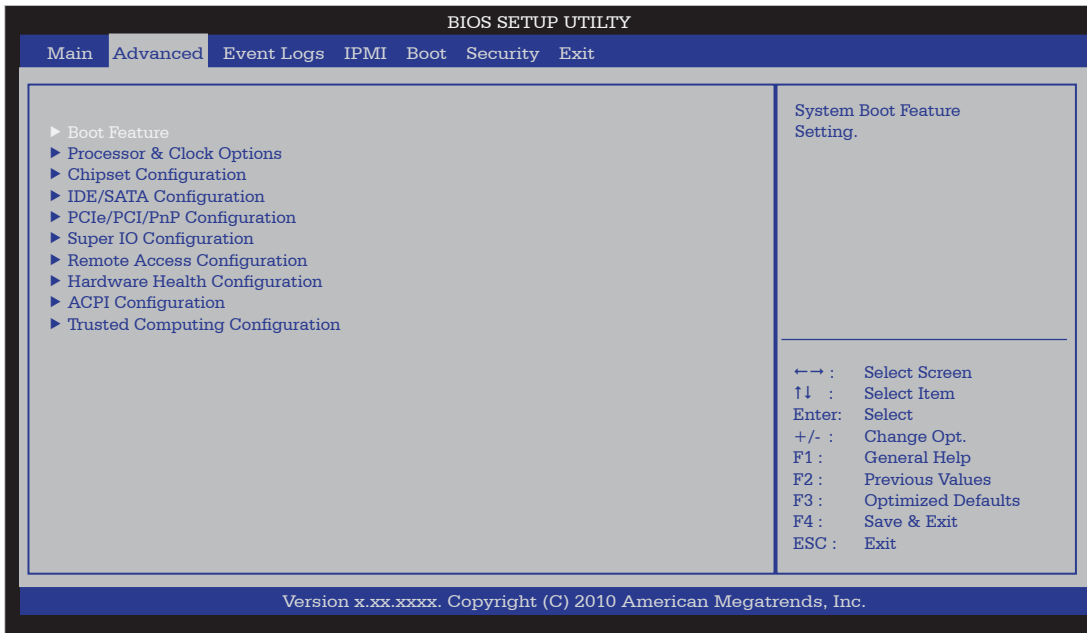 BIOS SETUP UTILTY
Main Advanced Event Logs IPMI Boot Security Exit
▶ Boot Feature
▶ Processor & Clock Options
▶ Chipset Configuration
▶ IDE/SATA Configuration
▶ PCIe/PCI/PnP Configuration
▶ Super IO Configuration
▶ Remote Access Configuration
▶ Hardware Health Configuration
▶ ACPI Configuration
▶ Trusted Computing Configuration
System Boot Feature
Setting.
←→ : Select Screen
↑↓ : Select Item
Enter: Select
+/- : Change Opt.
F1 : General Help
F2 : Previous Values
F3 : Optimized Defaults
F4 : Save & Exit
ESC : Exit
Version x.xx.xxxx. Copyright (C) 2010 American Megatrends, Inc.